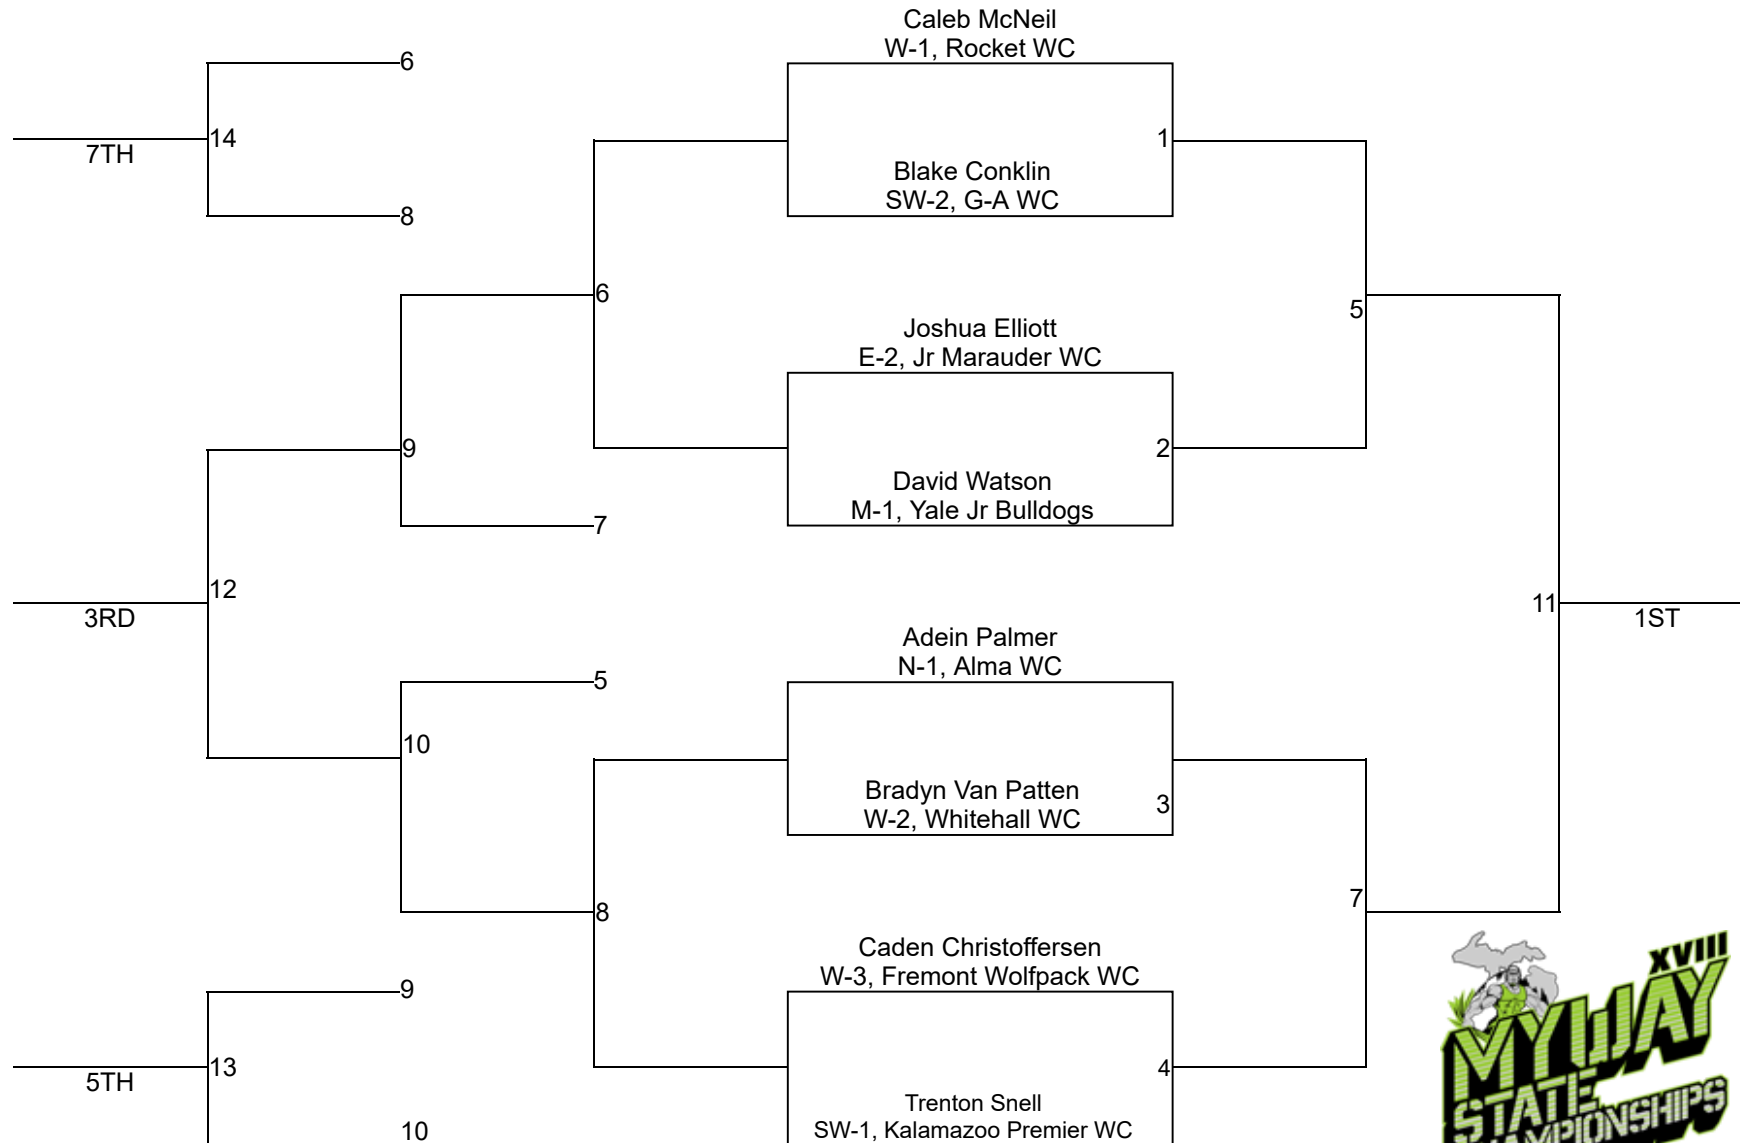 Caleb McNeil
W-1, Rocket WC
6
14
7TH
1
Blake Conklin
SW-2, G-A WC
8
6
5
Joshua Elliott
E-2, Jr Marauder WC
9
2
David Watson
M-1, Yale Jr Bulldogs
7
12
3RD
11
1ST
Adein Palmer
N-1, Alma WC
5
10
Bradyn Van Patten
W-2, Whitehall WC
3
8
7
Caden Christoffersen
W-3, Fremont Wolfpack WC
9
13
5TH
4
Trenton Snell
SW-1, Kalamazoo Premier WC
10
XVIII
MYWAY
STATE
CHAMPIONSHIPS